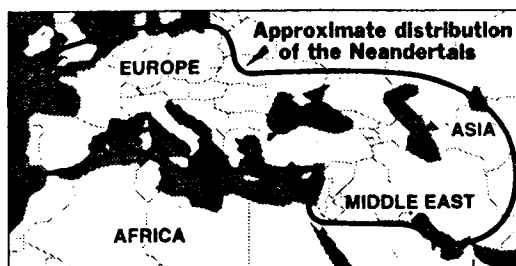 Approximate distribution
of the Neandertals
EUROPE
ASIA
MIDDLE EAST
AFRICA